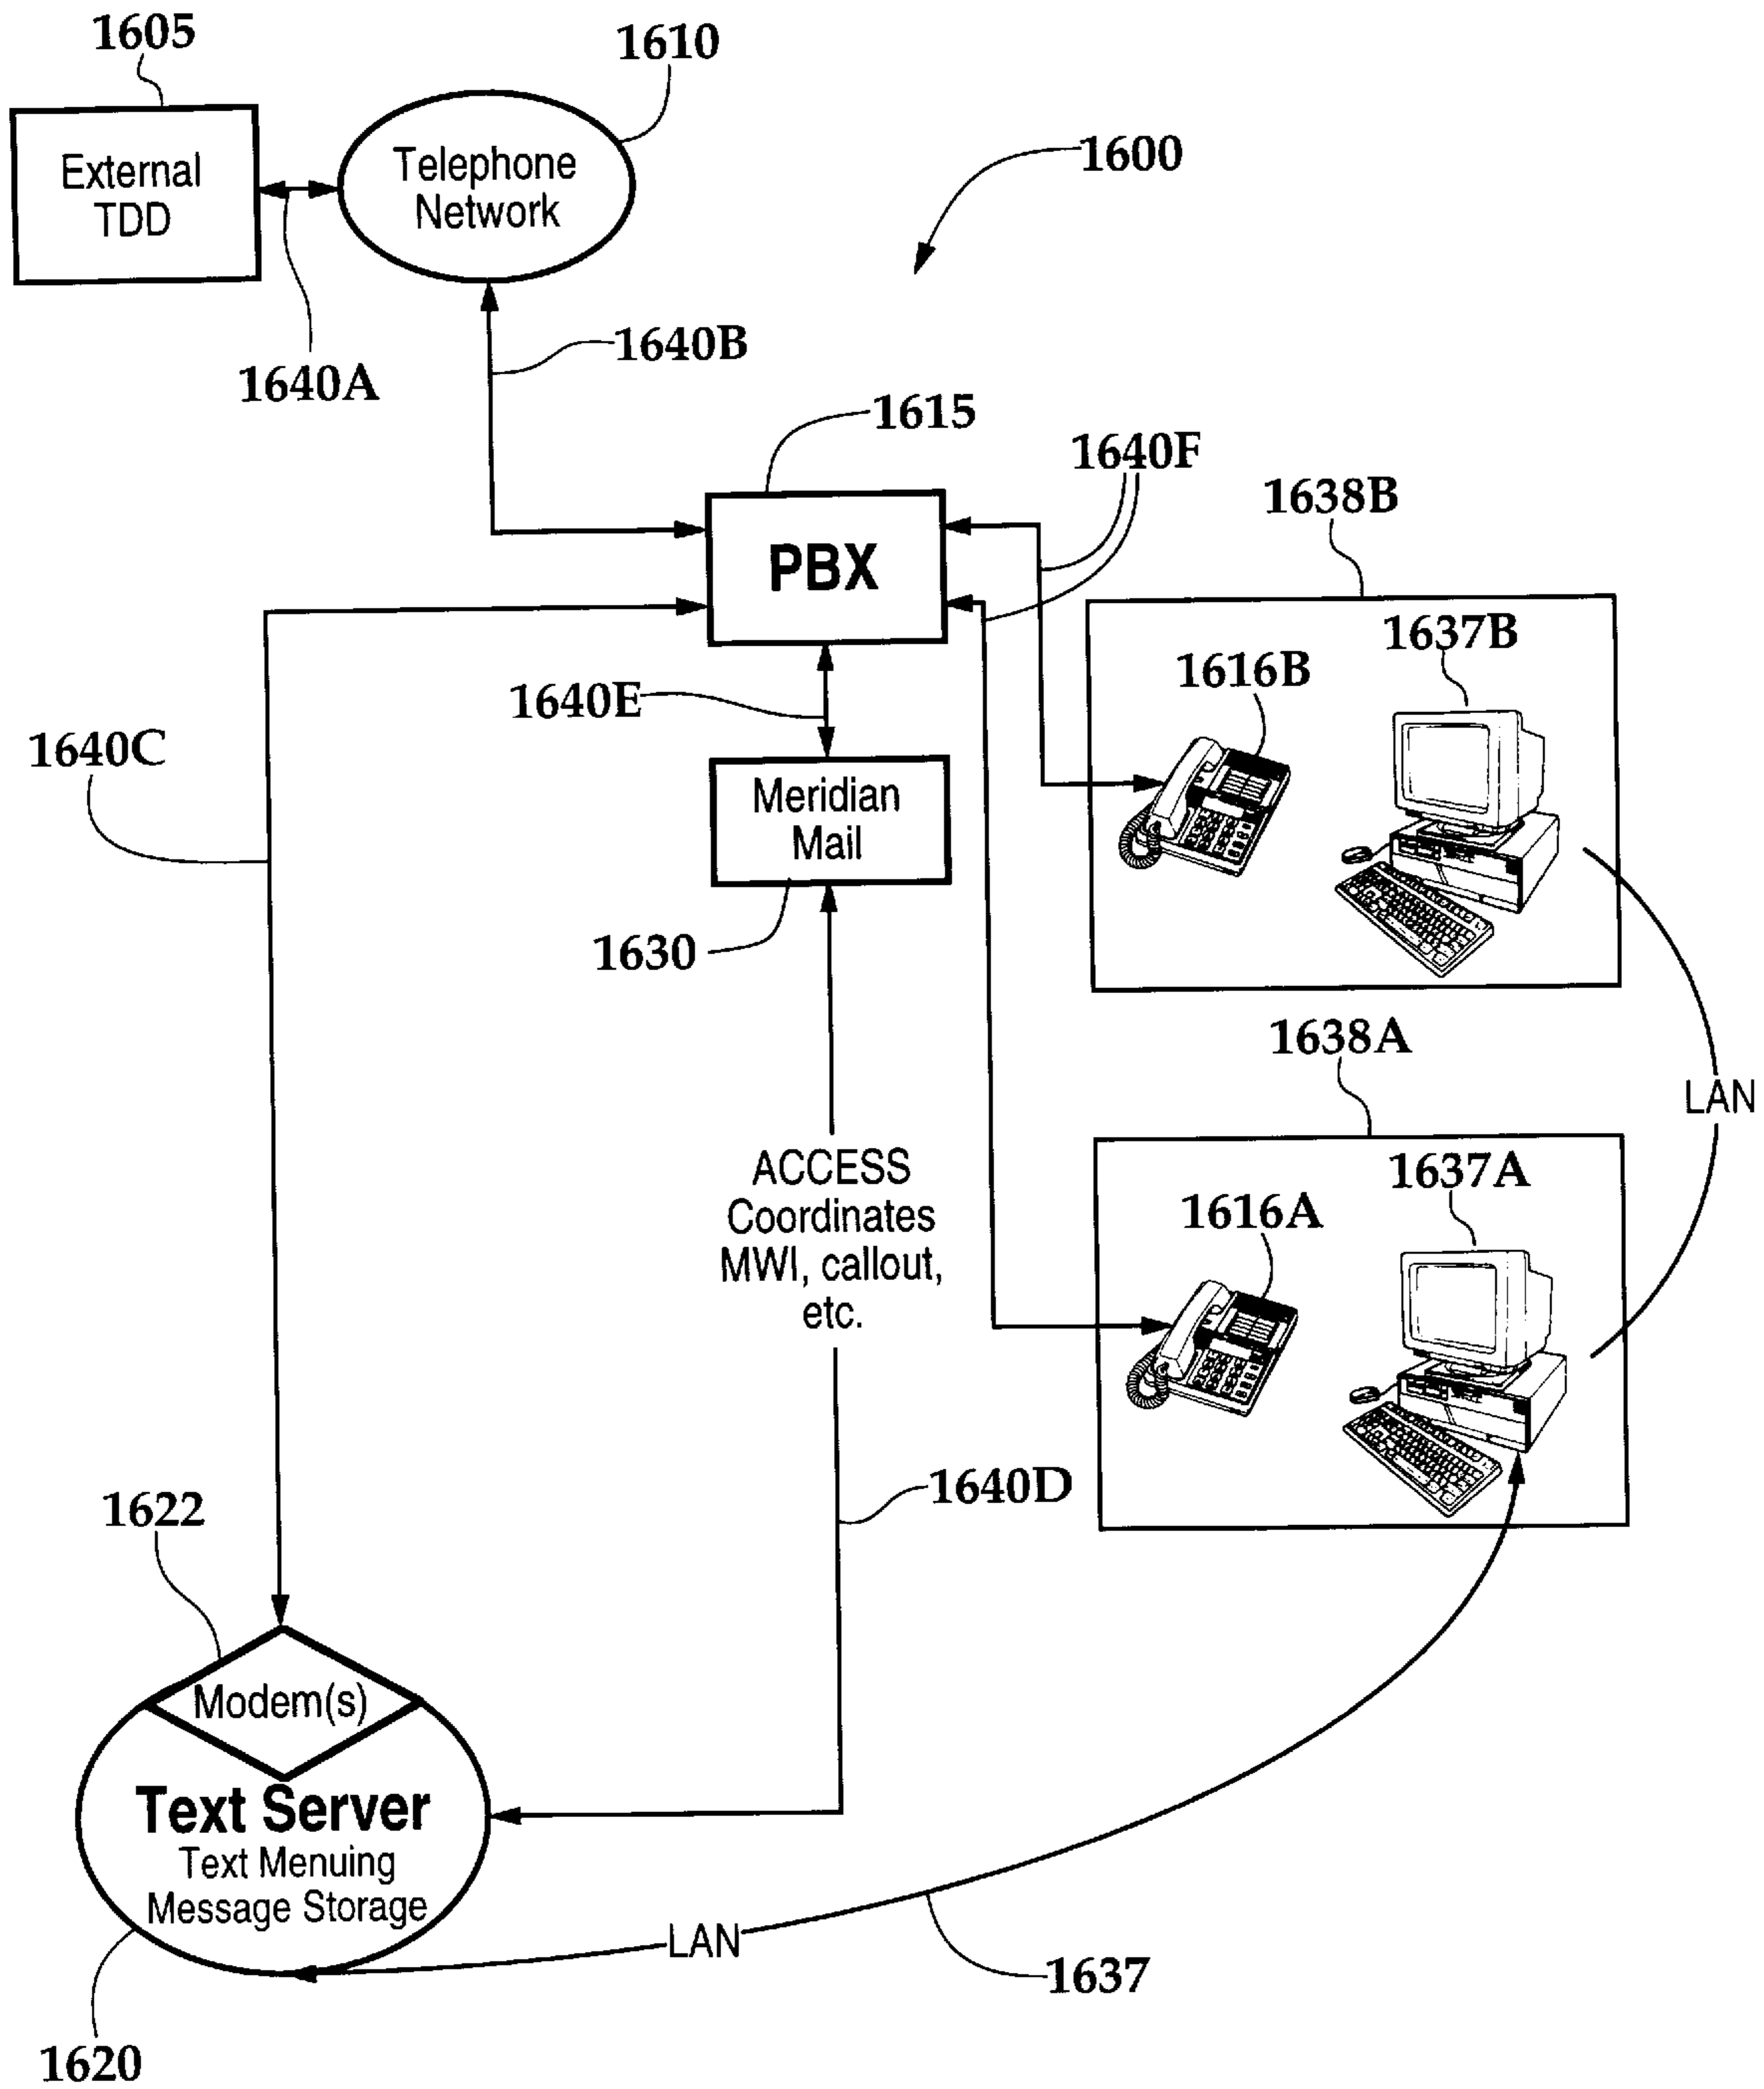 1605
1610
External
TDD
Telephone
Network
1600
1640A
1640B
1615
1640F
1638B
PBX
1637B
1616B
1640E
1640C
Meridian
Mail
1630
1638A
LAN
ACCESS
Coordinates
MWI, callout,
etc.
1637A
1616A
1640D
1622
Modem(s)
Text Server
Text Menuing
Message Storage
LAN
1637
1620